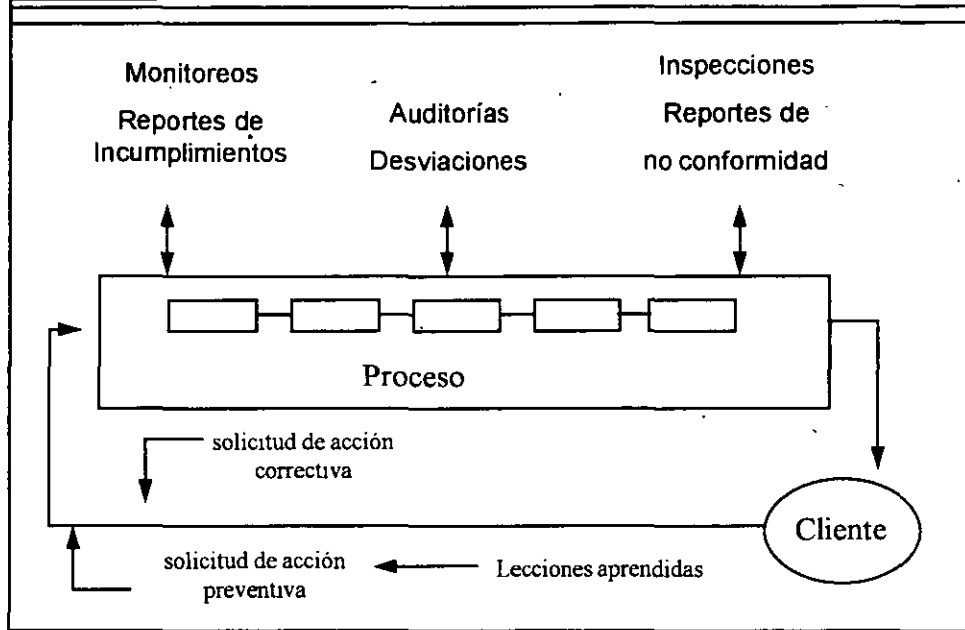 Monitoreos
Reportes de
Incumplimientos
Auditorías
Desviaciones
Inspecciones
Reportes de
no conformidad
Proceso
solicitud de acción
correctiva
Cliente
solicitud de acción
preventiva
Lecciones aprendidas